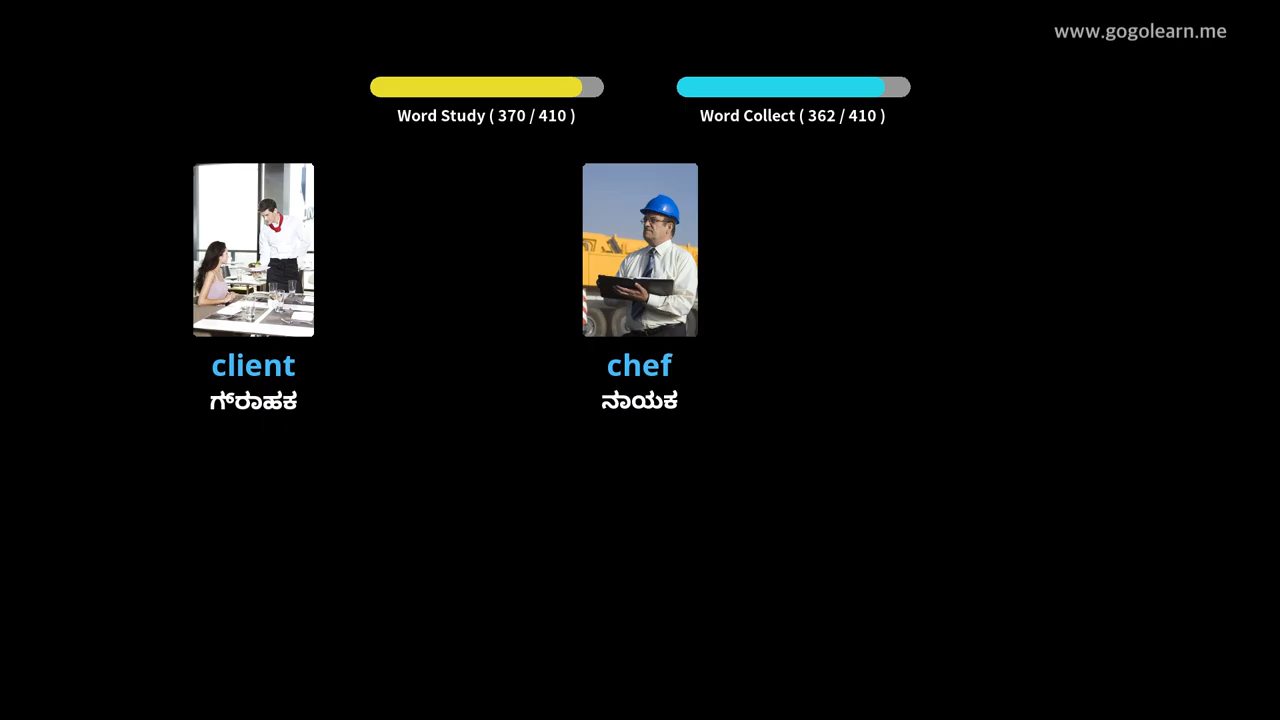 www.gogolearn.me
Word Study ( 370 / 410 )
Word Collect ( 362 / 410 )
client
ಗ್ರಾಹಕ
chef
ನಾಯಕ